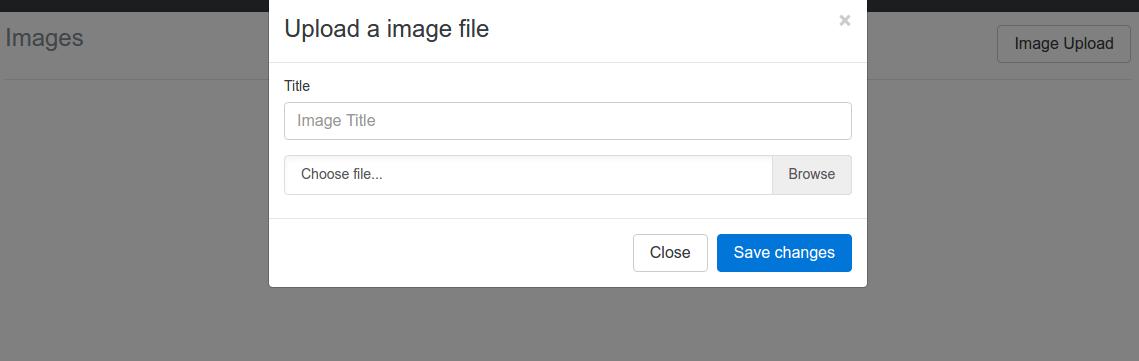 Upload a image file
×
Images
Image Upload
Title
Image Title
Choose file...
Browse
Close
Save changes